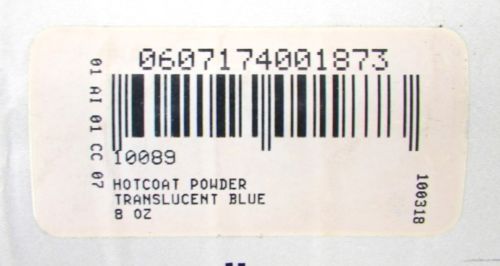 0607174001873
01 AI 01 CC 07
10089
HOTCOAT POWDER
TRANSLUCENT BLUE
8 OZ
100318